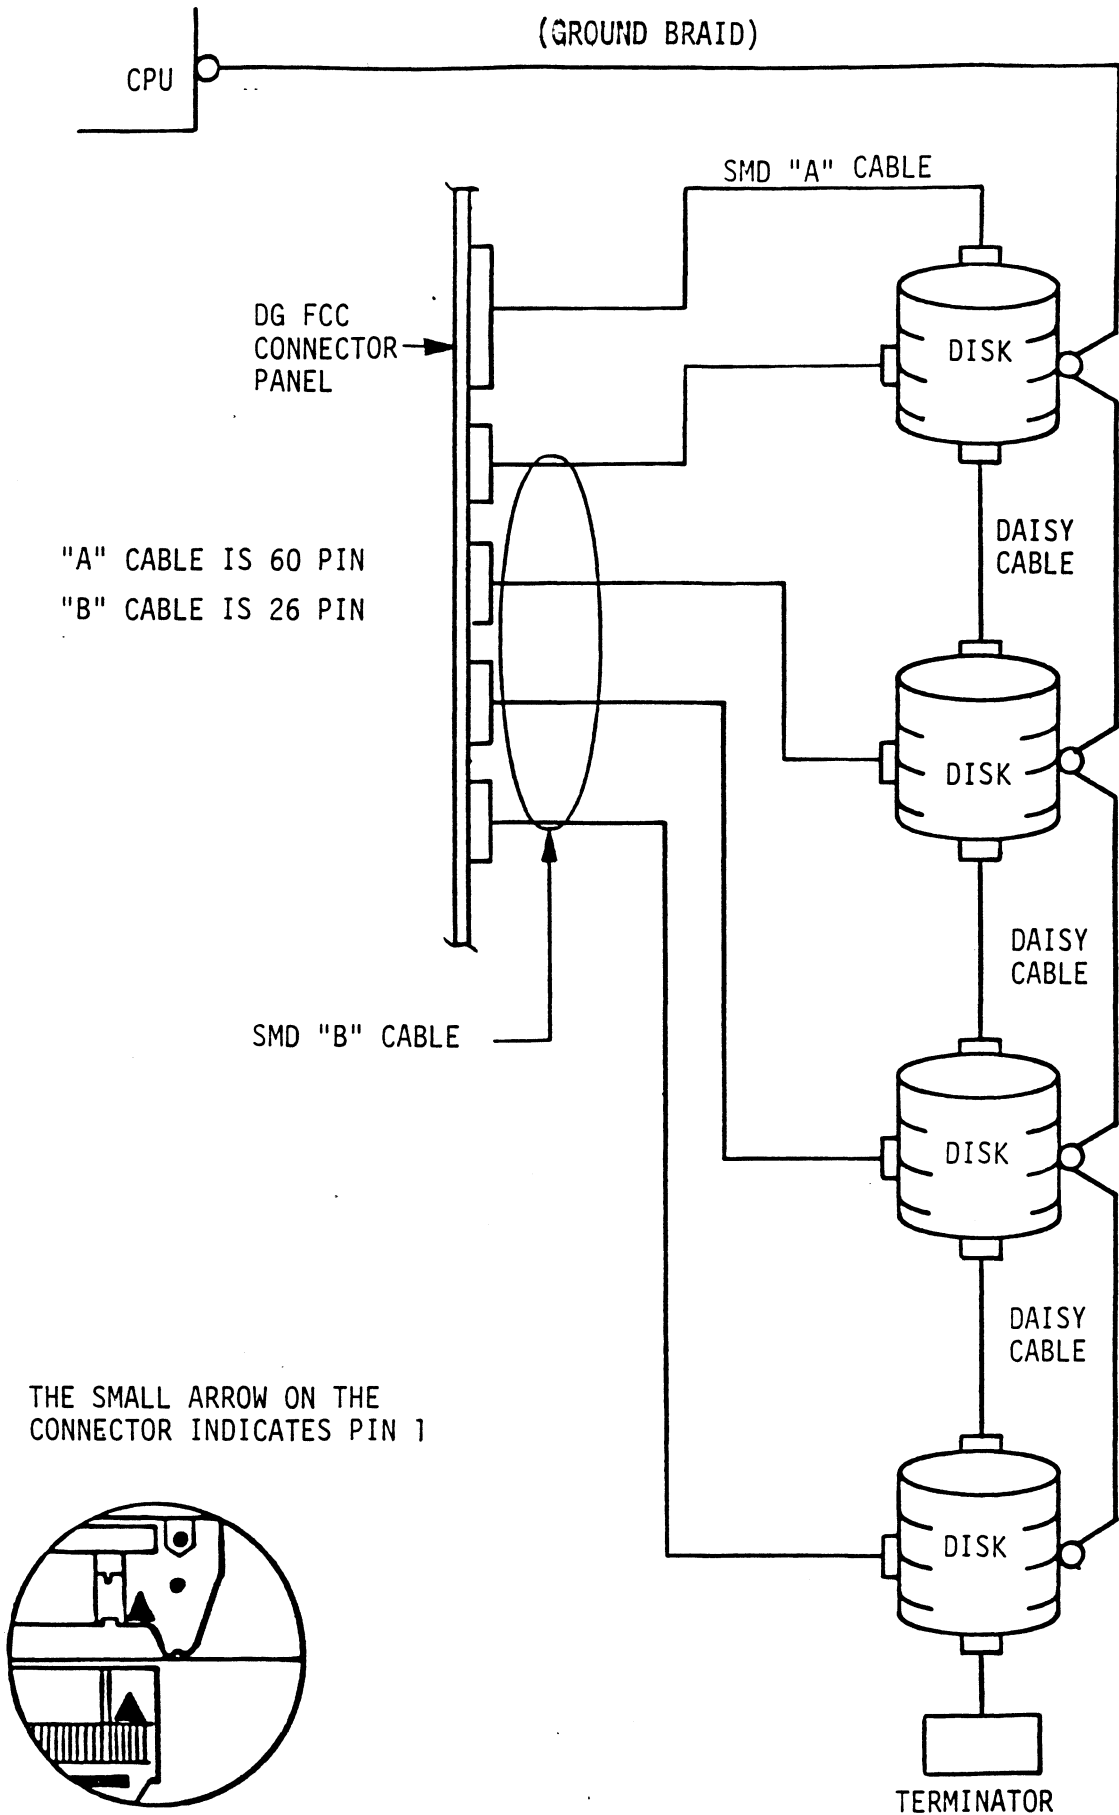 (GROUND BRAID)
CPU
SMD "A" CABLE
DG FCC
CONNECTOR
PANEL
DISK
DAISY
CABLE
"A" CABLE IS 60 PIN
"B" CABLE IS 26 PIN
DISK
DAISY
CABLE
SMD "B" CABLE
DISK
DAISY
CABLE
THE SMALL ARROW ON THE
CONNECTOR INDICATES PIN 1
DISK
TERMINATOR